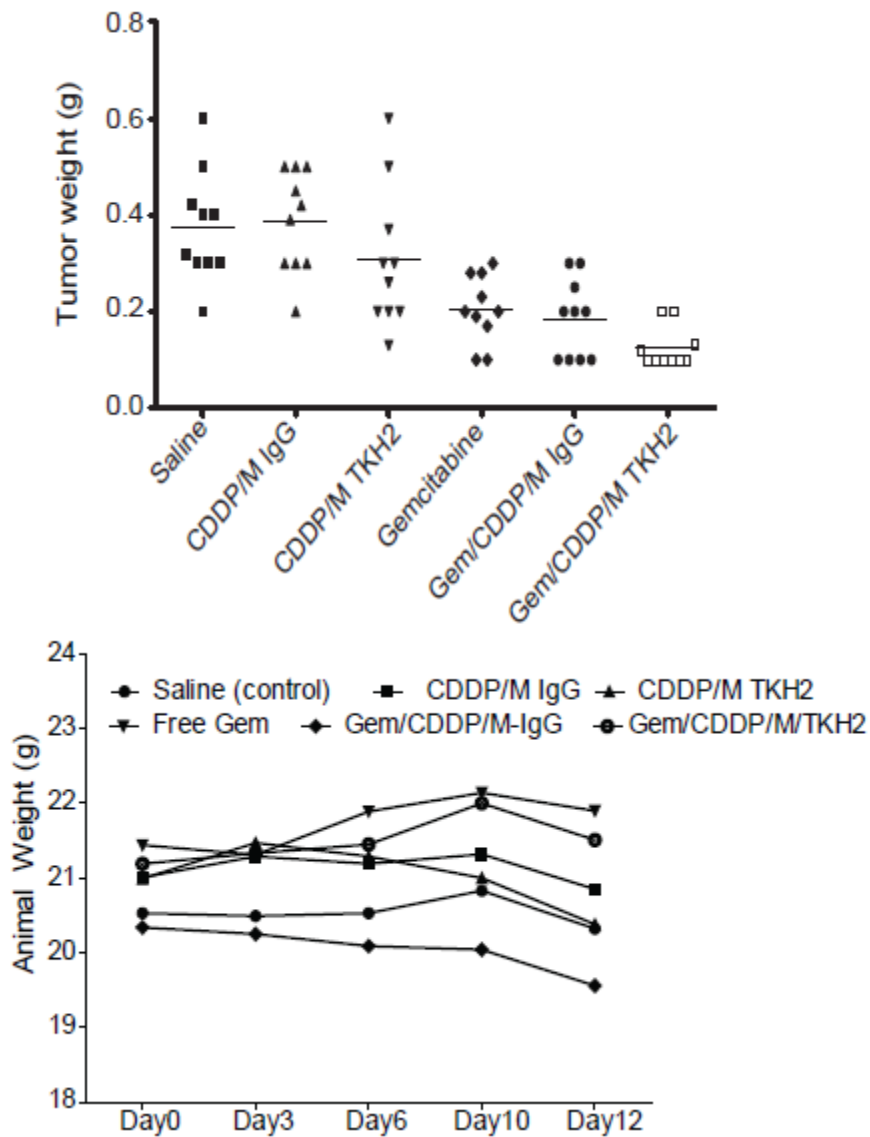 0.8
0.6
0.4
0.2
0.0
Tumor weight (g)
Saline
CDDP/M IgG
CDDP/M TKH2
Gemcitabine
Gem/CDDP/M IgG
Gem/CDDP/M TKH2
24
23
22
21
20
19
18
Animal Weight (g)
Saline (control) CDDP/M IgG CDDP/M TKH2
Free Gem Gem/CDDP/M-IgG Gem/CDDP/M/TKH2
Day0 Day3 Day6 Day10 Day12